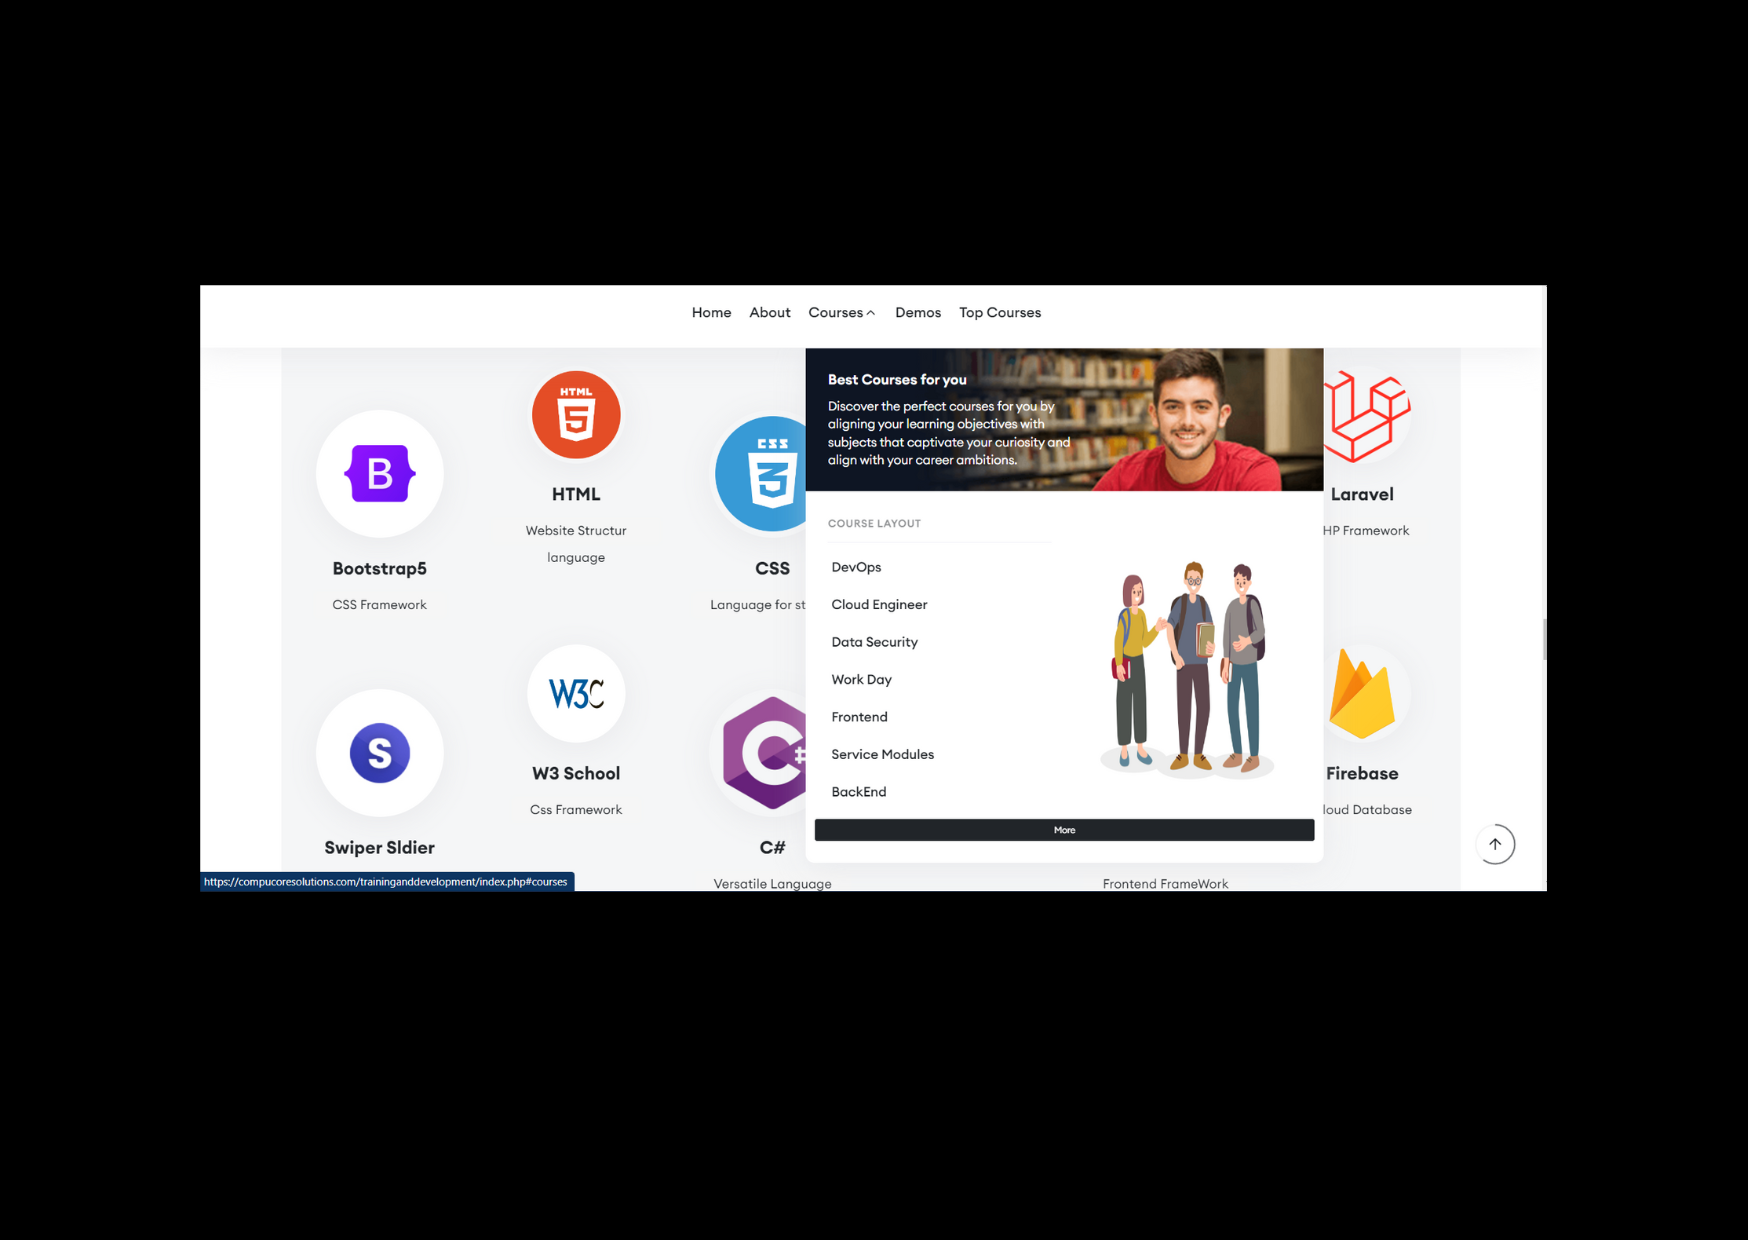 Home About Courses Demos Top Courses
HTML
5
B
Bootstrap5
CSS Framework
HTML
Website Structur
language
CSS
3
CSS
Language for st
Best Courses for you
Discover the perfect courses for you by
aligning your learning objectives with
subjects that captivate your curiosity and
align with your career ambitions.
Laravel
HP Framework
COURSE LAYOUT
DevOps
Cloud Engineer
Data Security
Work Day
Frontend
Service Modules
BackEnd
More
S
Swiper Sldier
W3C
W3 School
Css Framework
C#
C#
Versatile Language
Frontend FrameWork
Firebase
loud Database
https://compucoresolutions.com/traininganddevelopment/index.php#courses